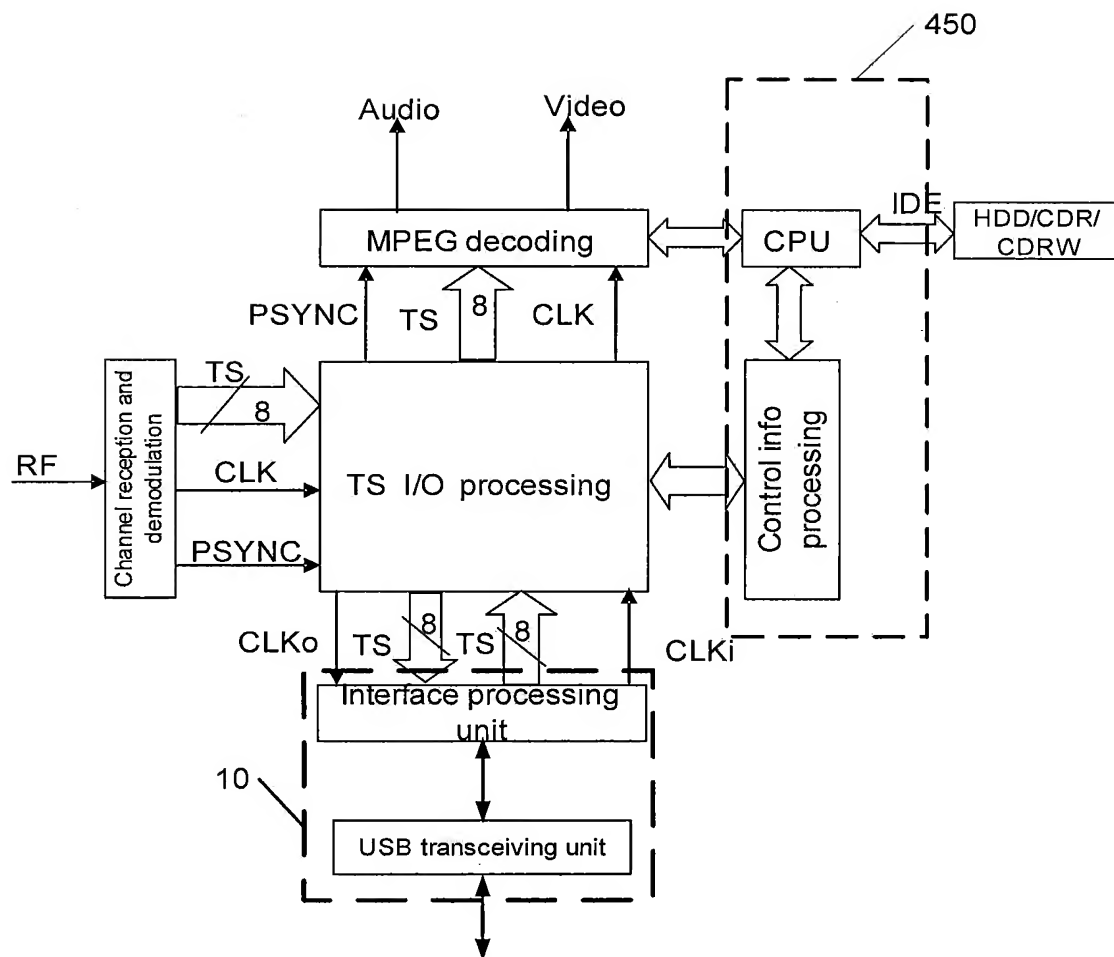 450
Audio
Video
IDE
MPEG decoding
CPU
HDD/CDR/
CDRW
PSYNC
TS
8
CLK
Channel reception and
demodulation
TS
8
RF
CLK
TS I/O processing
Control info
processing
PSYNC
CLKo
TS
8
TS
8
CLKi
Interface processing
unit
10
USB transceiving unit